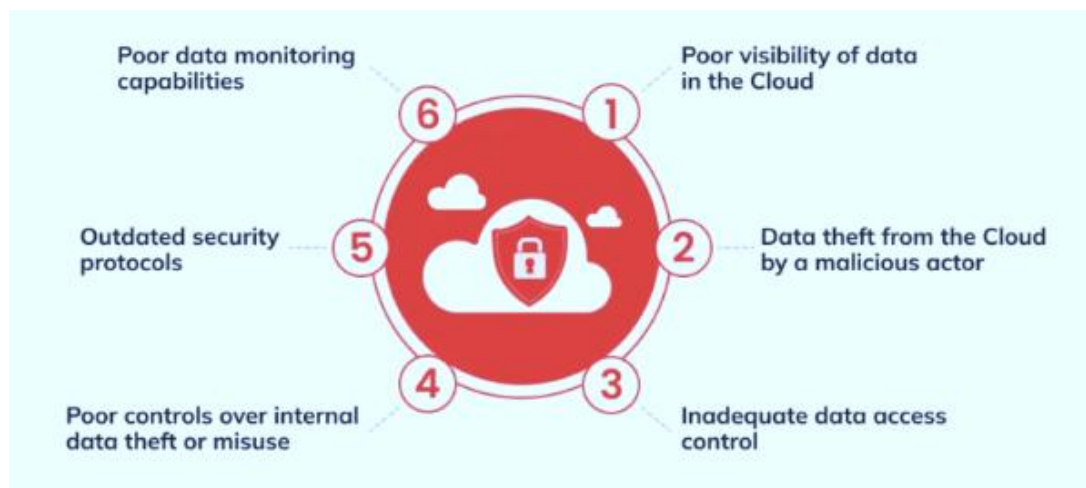 1
Poor visibility of data
in the Cloud
2
Data theft from the Cloud
by a malicious actor
3
Inadequate data access
control
4
Poor controls over internal
data theft or misuse
5
Outdated security
protocols
6
Poor data monitoring
capabilities